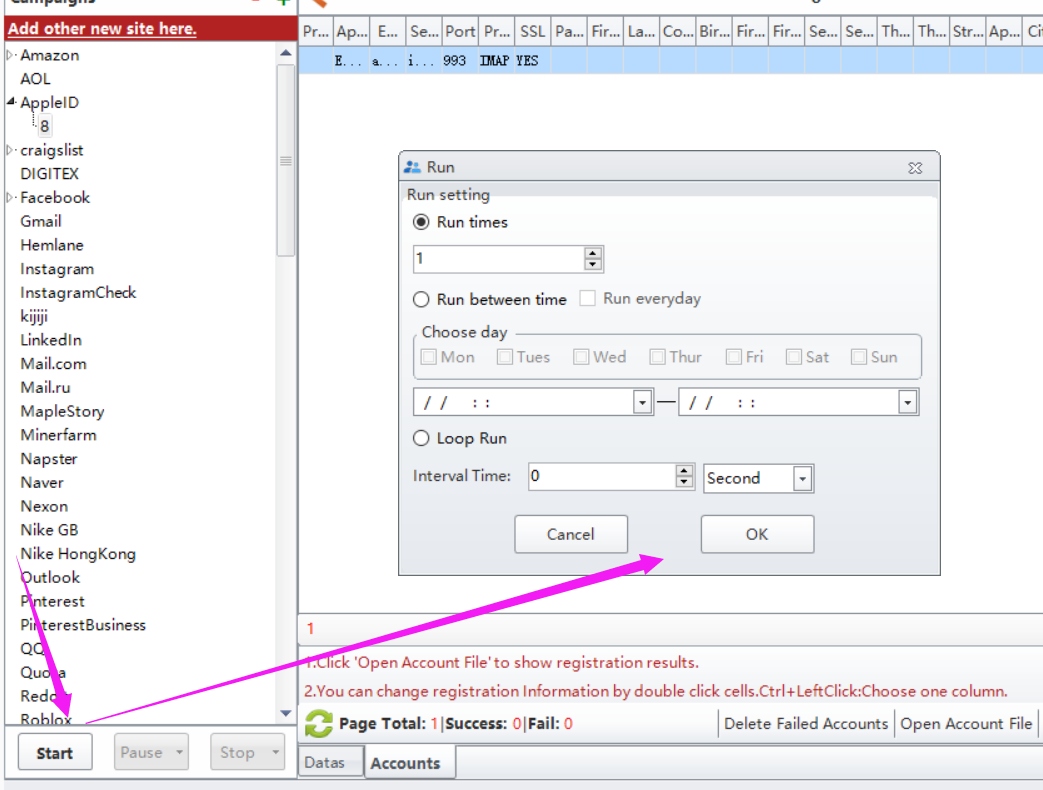 Campaigns
Add other new site here.
Amazon
AOL
AppleID
8
craigslist
DIGITEX
Facebook
Gmail
Hemlane
Instagram
InstagramCheck
kijiji
LinkedIn
Mail.com
Mail.ru
MapleStory
Minerfarm
Napster
Naver
Nexon
Nike GB
Nike HongKong
Outlook
Pinterest
PinterestBusiness
QQ
Quora
Roblox
Start
Pause
Stop
Pr... Ap... E... Se... Port Pr... SSL Pa... Fir... La... Co... Bir... Fir... Fir... Se... Se... Th... Th... Str... Ap...
E... a... i... 993 IMAP YES
Run
Run setting
Run times
1
Run between time Run everyday
Choose day
Mon Tues Wed Thur Fri Sat Sun
/ / : : — / / : :
Loop Run
Interval Time: 0 Second
Cancel OK
1
1.Click 'Open Account File' to show registration results.
2.You can change registration Information by double click cells.Ctrl+LeftClick:Choose one column.
Page Total: 1|Success: 0|Fail: 0
Delete Failed Accounts Open Account File
Datas Accounts